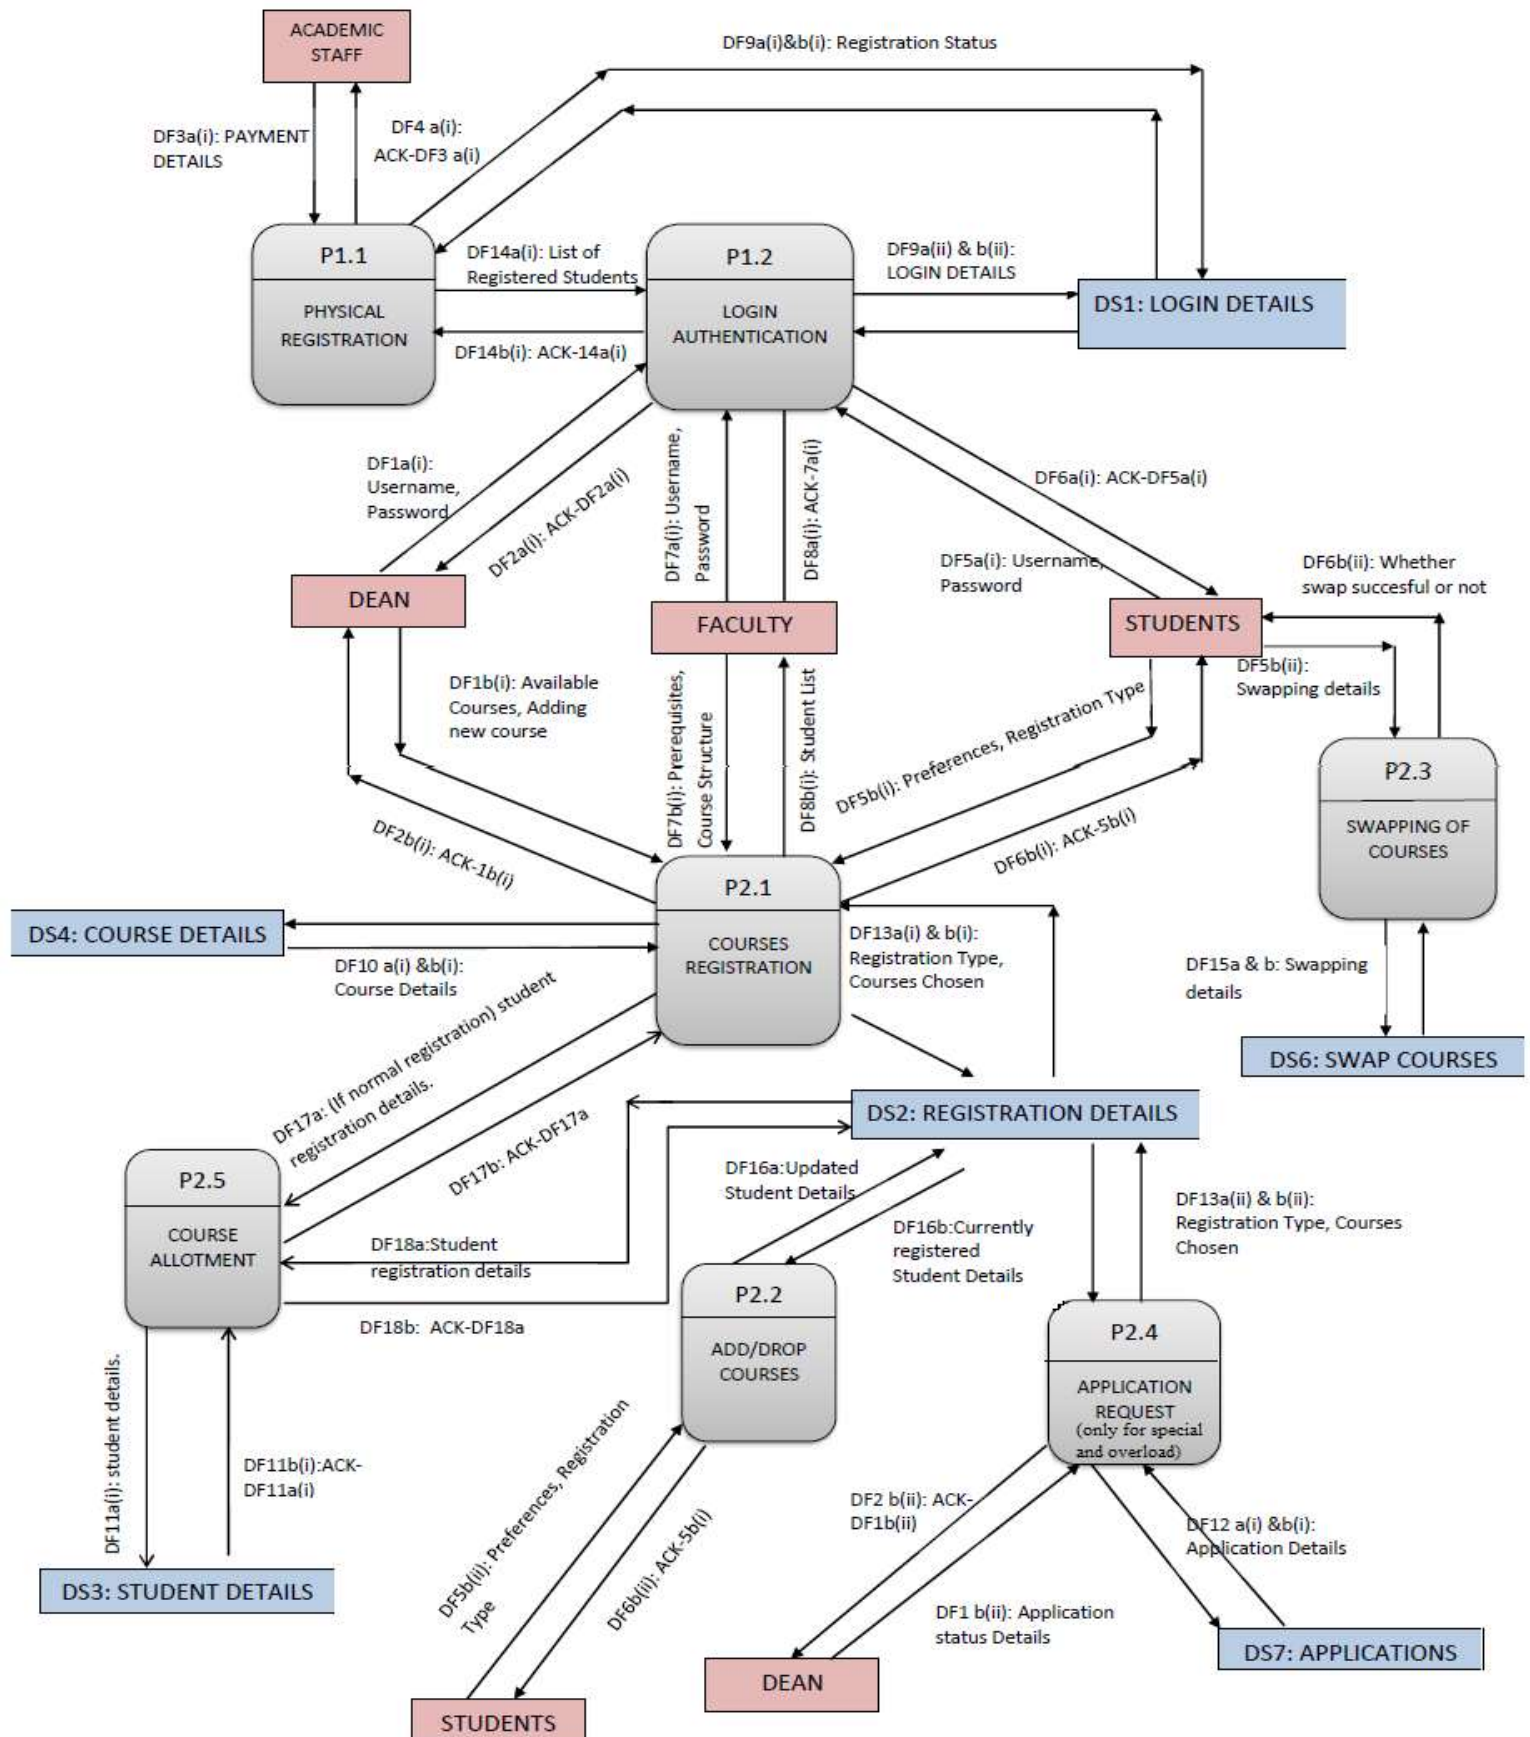 ACADEMIC
STAFF
DF9a(i)&b(i): Registration Status
DF3a(i): PAYMENT
DETAILS
DF4 a(i):
ACK-DF3 a(i)
P1.1
PHYSICAL
REGISTRATION
DF14a(i): List of
Registered Students
DF14b(i): ACK-14a(i)
P1.2
LOGIN
AUTHENTICATION
DF9a(ii) & b(ii):
LOGIN DETAILS
DS1: LOGIN DETAILS
DF1a(i):
Username,
Password
DF2a(i): ACK-DF2a(i)
DF7a(i): Username,
Password
DF8a(i): ACK-7a(i)
DF6a(i): ACK-DF5a(i)
DF5a(i): Username,
Password
DF6b(ii): Whether
swap succesful or not
DEAN
FACULTY
STUDENTS
DF5b(ii):
Swapping details
DF1b(i): Available
Courses, Adding
new course
DF7b(i): Prerequisites,
Course Structure
DF8b(i): Student List
DF5b(i): Preferences, Registration Type
DF6b(i): ACK-5b(i)
DF2b(i): ACK-1b(i)
P2.3
SWAPPING OF
COURSES
P2.1
COURSES
REGISTRATION
DS4: COURSE DETAILS
DF10 a(i) &b(i):
Course Details
DF13a(i) & b(i):
Registration Type,
Courses Chosen
DF15a & b: Swapping
details
DS6: SWAP COURSES
DF17a: (If normal registration) student
registration details.
DF17b: ACK-DF17a
DS2: REGISTRATION DETAILS
P2.5
COURSE
ALLOTMENT
DF16a:Updated
Student Details
DF16b:Currently
registered
Student Details
DF13a(ii) & b(ii):
Registration Type, Courses
Chosen
DF18a:Student
registration details
DF18b:  ACK-DF18a
P2.2
ADD/DROP
COURSES
P2.4
APPLICATION
REQUEST
(only for special
and overload)
DF11a(i): student details.
DF11b(i):ACK-
DF11a(i)
DS3: STUDENT DETAILS
DF5b(ii): Preferences, Registration
Type
DF6b(ii): ACK-5b(i)
DF2 b(ii): ACK-
DF1b(ii)
DF12 a(i) &b(i):
Application Details
DF1 b(ii): Application
status Details
DS7: APPLICATIONS
DEAN
STUDENTS